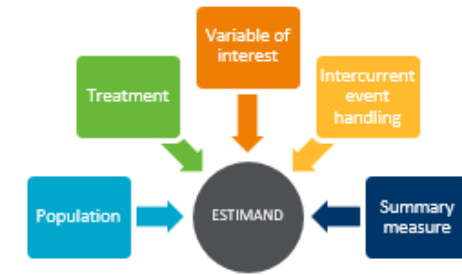 Variable of
interest
Treatment
Intercurrent
event
handling
Population
ESTIMAND
Summary
measure